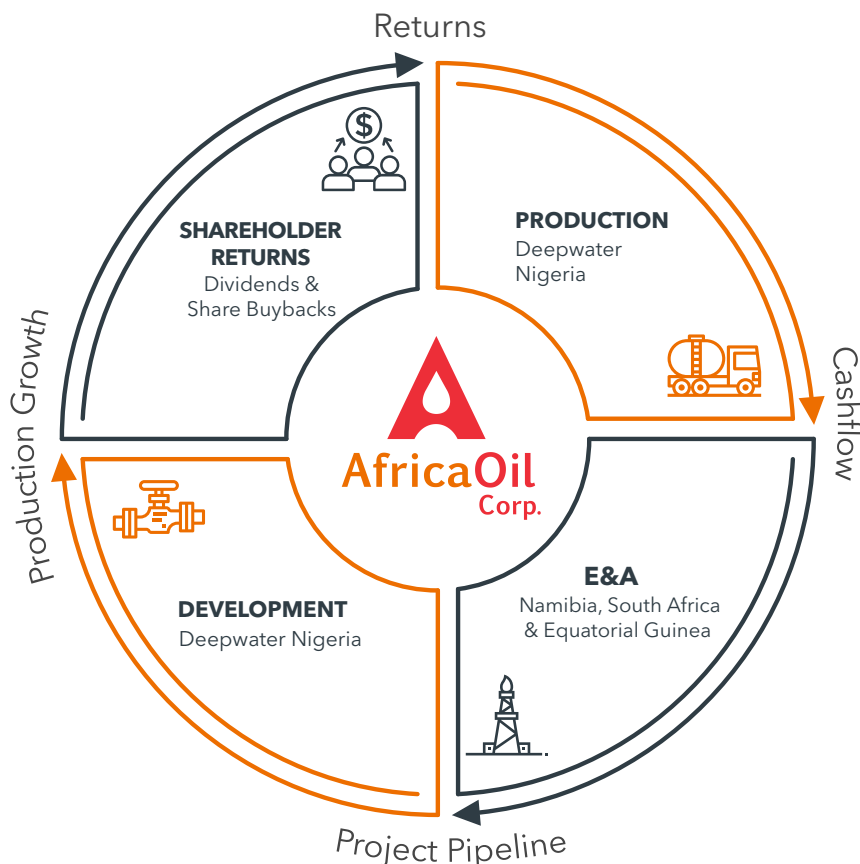 Returns
SHAREHOLDER
RETURNS
Dividends &
Share Buybacks
$
PRODUCTION
Deepwater
Nigeria
Cashflow
Production Growth
AfricaOil
Corp.
DEVELOPMENT
Deepwater Nigeria
E&A
Namibia, South Africa
& Equatorial Guinea
Project Pipeline